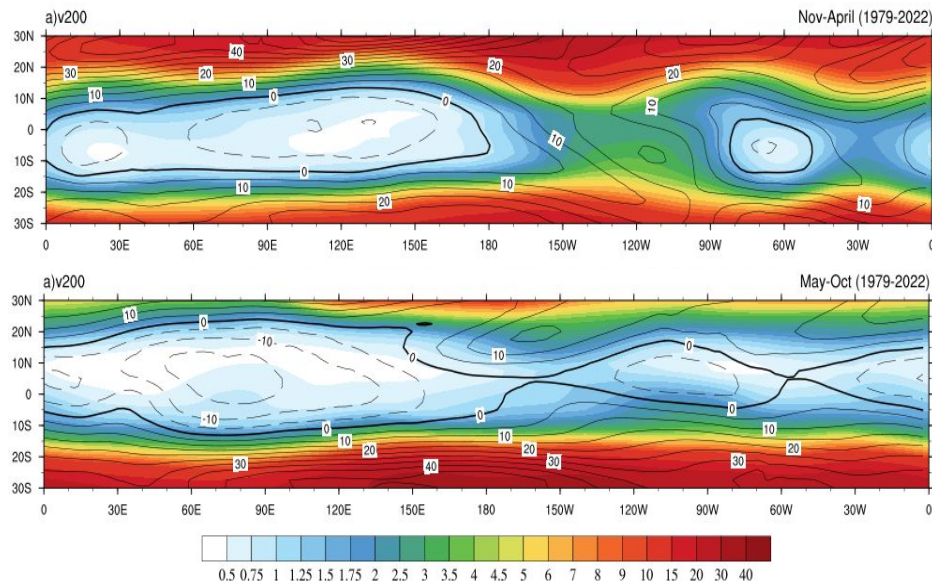 a)v200 Nov-April (1979-2022)
30N
40
30
30 20 20 20
20N
10 10
10N
10 0 0
0
10
10S
0
20S
10 10 10
20
30S
0 30E 60E 90E 120E 150E 180 150W 120W 90W 60W 30W 0
a)v200 May-Oct (1979-2022)
30N
10 0
20N
-10 0
10N
0 10
0
-10 0 0
10S
0 10 10
10 20 20
20S
30 30 30
40
30S
0 30E 60E 90E 120E 150E 180 150W 120W 90W 60W 30W 0
0.5 0.75 1 1.25 1.5 1.75 2 2.5 3 3.5 4 4.5 5 6 7 8 9 10 15 20 30 40